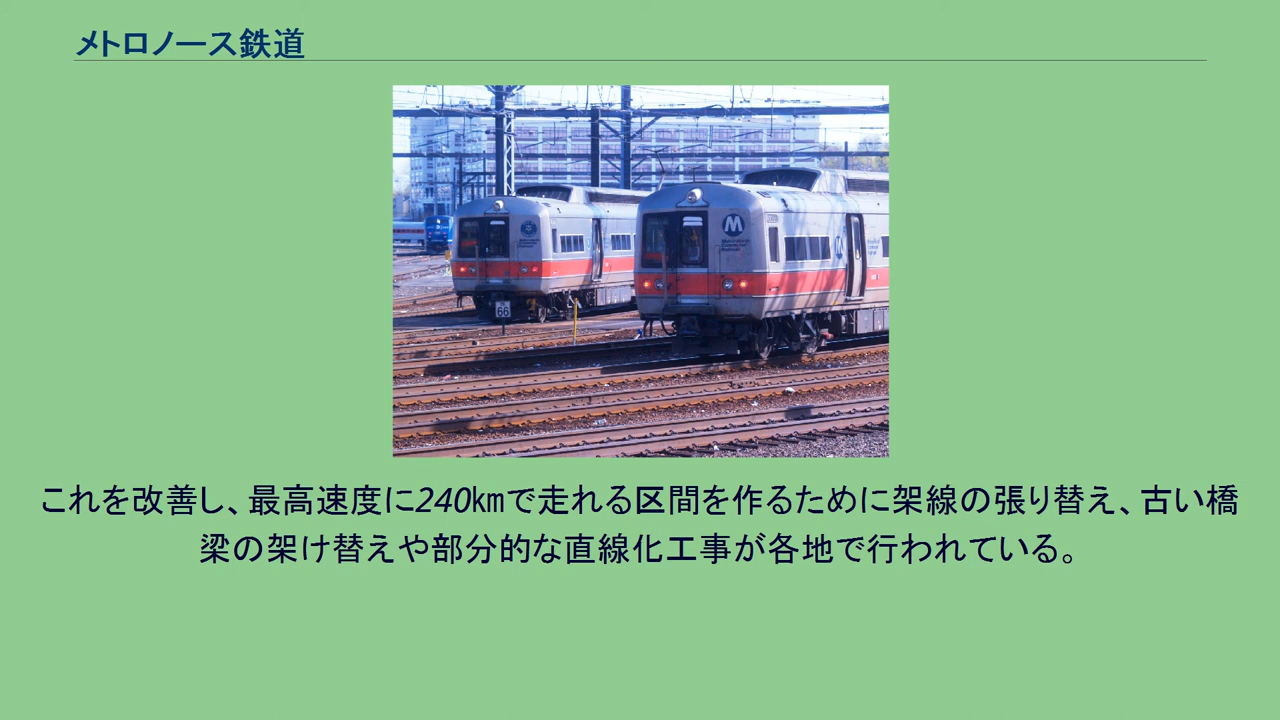 メトロノース鉄道
M
66
これを改善し、最高速度に240㎞で走れる区間を作るために架線の張り替え、古い橋
梁の架け替えや部分的な直線化工事が各地で行われている。